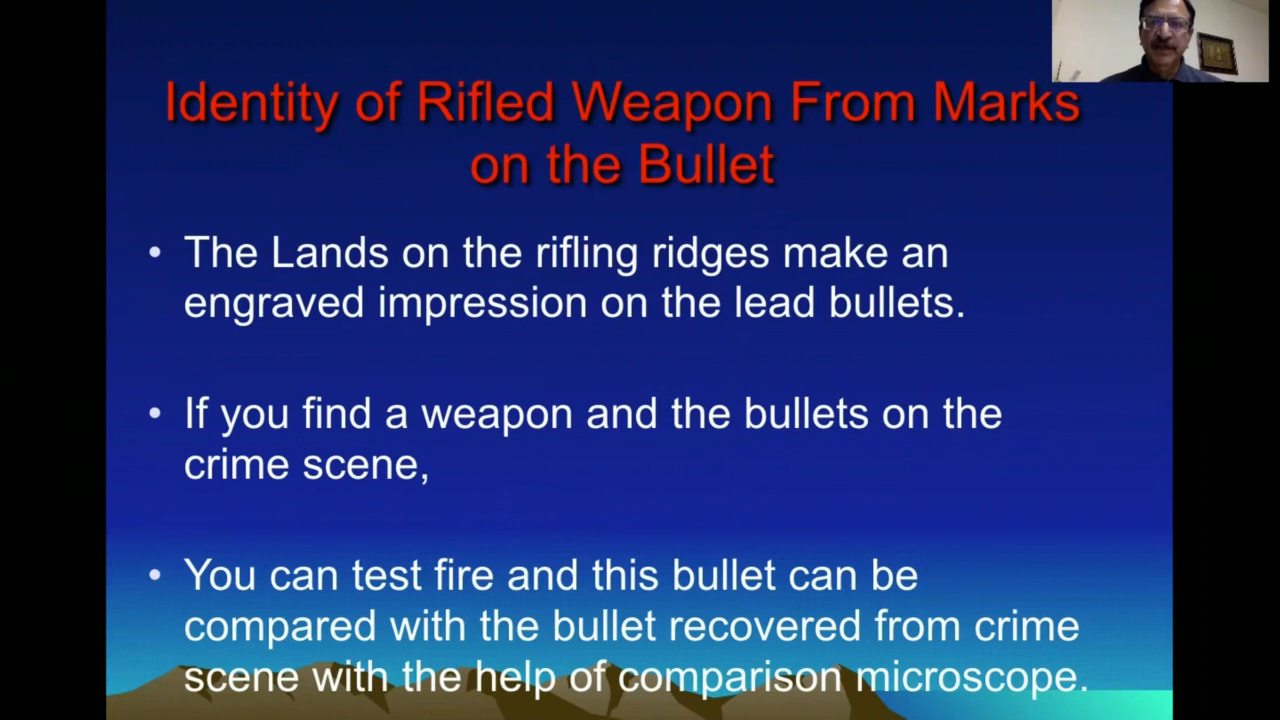 Identity of Rifled Weapon From Marks
on the Bullet
• The Lands on the rifling ridges make an
engraved impression on the lead bullets.
• If you find a weapon and the bullets on the
crime scene,
• You can test fire and this bullet can be
compared with the bullet recovered from crime
scene with the help of comparison microscope.